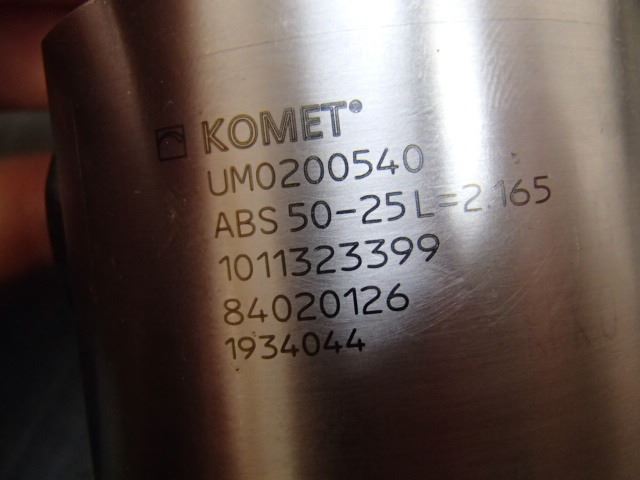 KOMET®
UM0200540
ABS 50-25 L=2.165
1011323399
84020126
1934044